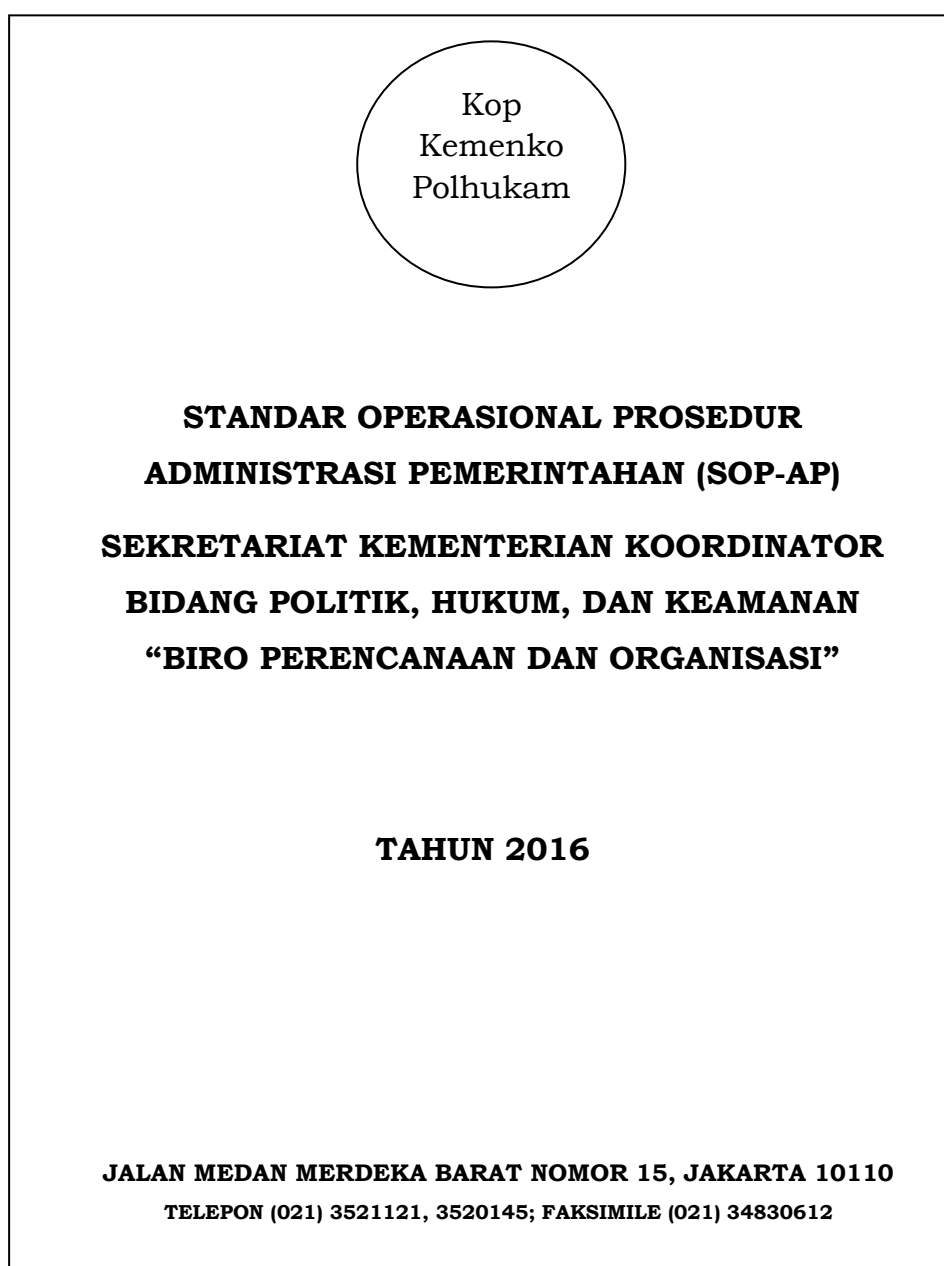 Kop
Kemenko
Polhukam
STANDAR OPERASIONAL PROSEDUR
ADMINISTRASI PEMERINTAHAN (SOP-AP)
SEKRETARIAT KEMENTERIAN KOORDINATOR
BIDANG POLITIK, HUKUM, DAN KEAMANAN
“BIRO PERENCANAAN DAN ORGANISASI”
TAHUN 2016
JALAN MEDAN MERDEKA BARAT NOMOR 15, JAKARTA 10110
TELEPON (021) 3521121, 3520145; FAKSIMILE (021) 34830612